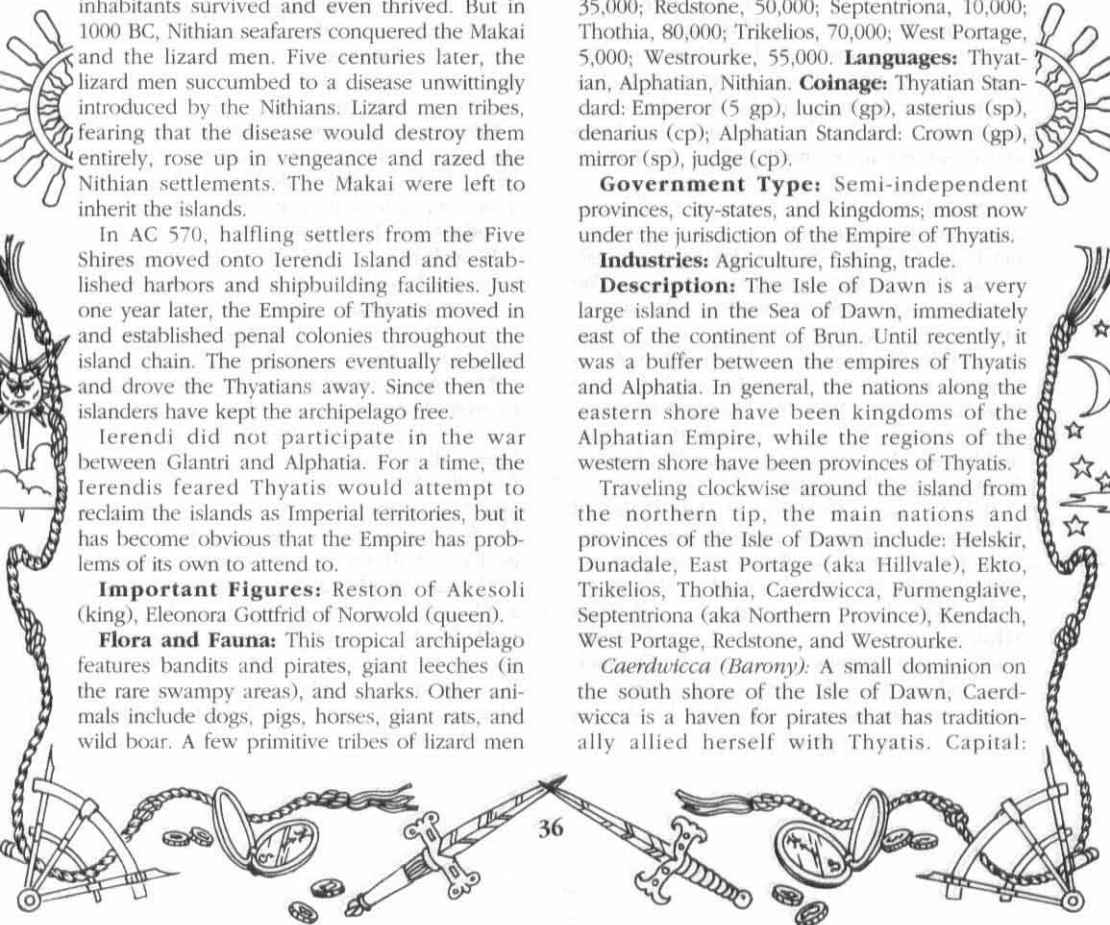 inhabitants survived and even thrived. But in
1000 BC, Nithian seafarers conquered the Makai
and the lizard men. Five centuries later, the
lizard men succumbed to a disease unwittingly
introduced by the Nithians. Lizard men tribes,
fearing that the disease would destroy them
entirely, rose up in vengeance and razed the
Nithian settlements. The Makai were left to
inherit the islands.
In AC 570, halfling settlers from the Five
Shires moved onto Ierendi Island and estab-
lished harbors and shipbuilding facilities. Just
one year later, the Empire of Thyatis moved in
and established penal colonies throughout the
island chain. The prisoners eventually rebelled
and drove the Thyatians away. Since then the
islanders have kept the archipelago free.
Ierendi did not participate in the war
between Glantri and Alphatia. For a time, the
Ierendis feared Thyatis would attempt to
reclaim the islands as Imperial territories, but it
has become obvious that the Empire has prob-
lems of its own to attend to.
Important Figures: Reston of Akesoli
(king), Eleonora Gottfrid of Norwold (queen).
Flora and Fauna: This tropical archipelago
features bandits and pirates, giant leeches (in
the rare swampy areas), and sharks. Other ani-
mals include dogs, pigs, horses, giant rats, and
wild boar. A few primitive tribes of lizard men
35,000; Redstone, 50,000; Septentriona, 10,000;
Thothia, 80,000; Trikelios, 70,000; West Portage,
5,000; Westrourke, 55,000. Languages: Thyat-
ian, Alphatian, Nithian. Coinage: Thyatian Stan-
dard: Emperor (5 gp), lucin (gp), asterius (sp),
denarius (cp); Alphatian Standard: Crown (gp),
mirror (sp), judge (cp).
Government Type: Semi-independent
provinces, city-states, and kingdoms; most now
under the jurisdiction of the Empire of Thyatis.
Industries: Agriculture, fishing, trade.
Description: The Isle of Dawn is a very
large island in the Sea of Dawn, immediately
east of the continent of Brun. Until recently, it
was a buffer between the empires of Thyatis
and Alphatia. In general, the nations along the
eastern shore have been kingdoms of the
Alphatian Empire, while the regions of the
western shore have been provinces of Thyatis.
Traveling clockwise around the island from
the northern tip, the main nations and
provinces of the Isle of Dawn include: Helskir,
Dunadale, East Portage (aka Hillvale), Ekto,
Trikelios, Thothia, Caerdwicca, Furmenglaive,
Septentriona (aka Northern Province), Kendach,
West Portage, Redstone, and Westrourke.
Caerdwicca (Barony): A small dominion on
the south shore of the Isle of Dawn, Caerd-
wicca is a haven for pirates that has tradition-
ally allied herself with Thyatis. Capital:
36